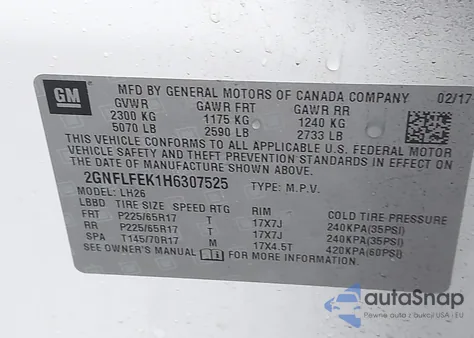 GM
MFD BY GENERAL MOTORS OF CANADA COMPANY 02/17
GVWR GAWR FRT GAWR RR
2300 KG 1175 KG 1240 KG
5070 LB 2590 LB 2733 LB
THIS VEHICLE CONFORMS TO ALL APPLICABLE U.S. FEDERAL MOTOR
VEHICLE SAFETY AND THEFT PREVENTION STANDARDS IN EFFECT
ON THE DATE OF MANUFACTURE SHOWN ABOVE.
2GNFLFEK1H6307525 TYPE: M.P.V.
MODEL: LH26
LBBD TIRE SIZE SPEED RTG RIM COLD TIRE PRESSURE
FRT P225/65R17 T 17X7J 240KPA(35PSI)
RR P225/65R17 T 17X7J 240KPA(35PSI)
SPA T145/70R17 M 17X4.5T 420KPA(60PSI)
SEE OWNER'S MANUAL FOR MORE INFORMATION.
autoSnap
Pewne aukcje z USA i EU